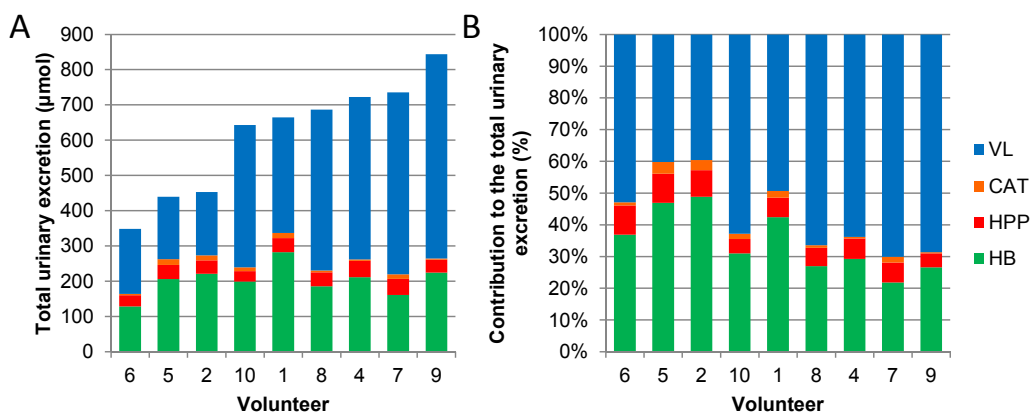 A
Total urinary excretion (µmol)
900
800
700
600
500
400
300
200
100
0
6 5 2 10 1 8 4 7 9
Volunteer
B
Contribution to the total urinary
excretion (%)
100%
90%
80%
70%
60%
50%
40%
30%
20%
10%
0%
6 5 2 10 1 8 4 7 9
Volunteer
VL
CAT
HPP
HB